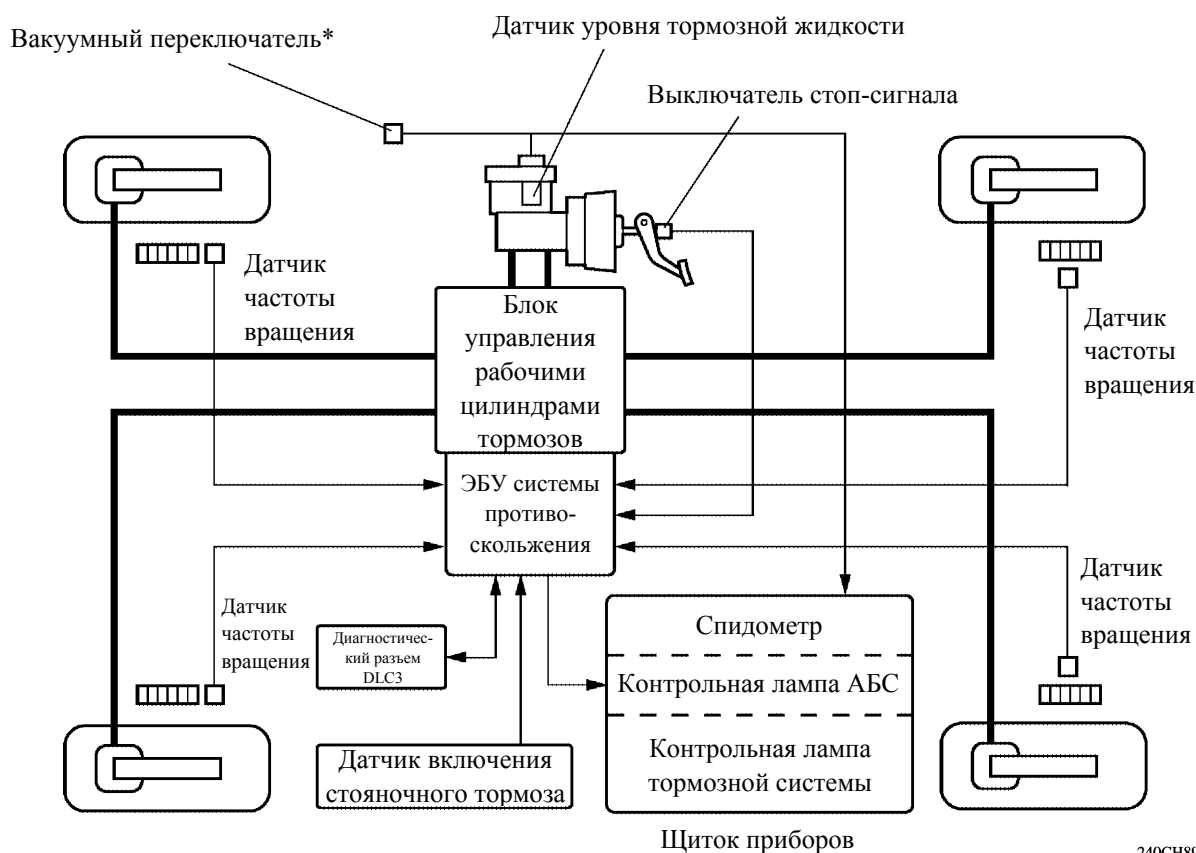 Вакуумный переключатель*
Датчик уровня тормозной жидкости
Выключатель стоп-сигнала
Датчик
частоты
вращения
Блок
управления
рабочими
цилиндрами
тормозов
Датчик
частоты
вращения
ЭБУ системы
противо-
скольжения
Датчик
частоты
вращения
Диагностичес-
кий разъем
DLC3
Датчик включения
стояночного тормоза
Спидометр
Контрольная лампа АБС
Контрольная лампа
тормозной системы
Щиток приборов
Датчик
частоты
вращения
240CH89